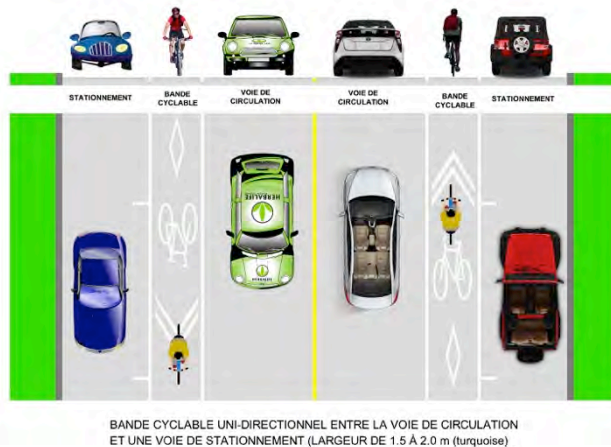 STATIONNEMENT
BANDE
CYCLABLE
VOIE DE
CIRCULATION
VOIE DE
CIRCULATION
BANDE
CYCLABLE
STATIONNEMENT
HERBALIFE
BANDE CYCLABLE UNI-DIRECTIONNEL ENTRE LA VOIE DE CIRCULATION
ET UNE VOIE DE STATIONNEMENT (LARGEUR DE 1.5 À 2.0 m (turquoise)